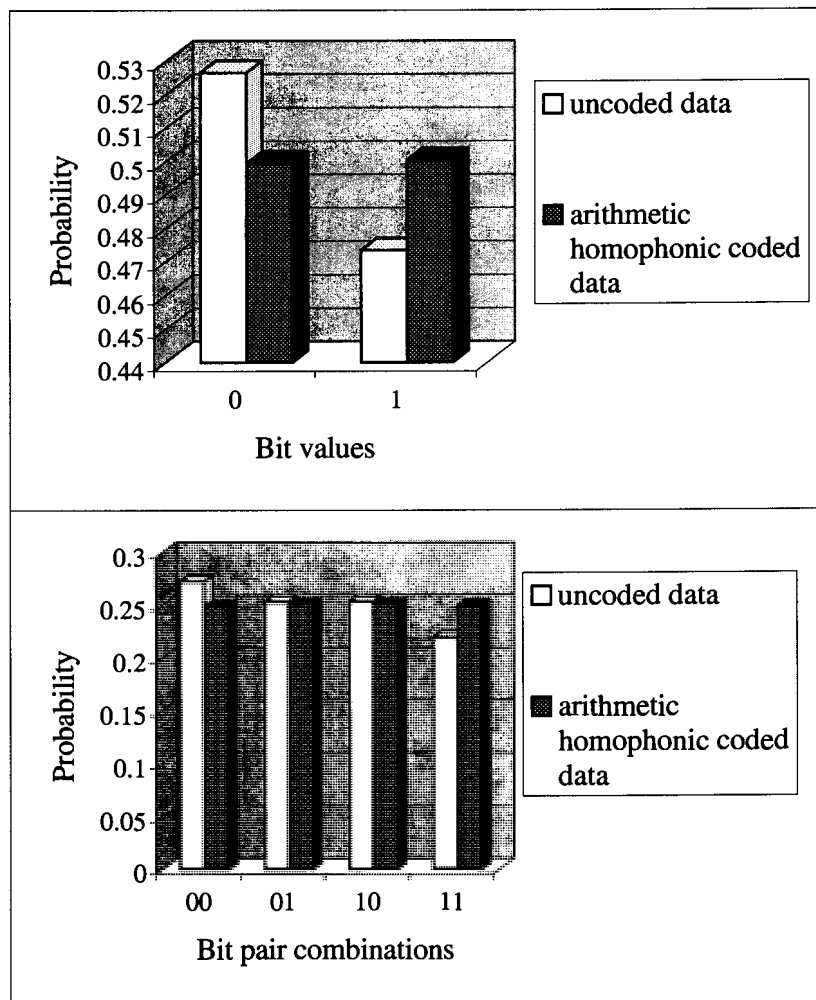 0.53
0.52
0.51
0.5
0.49
0.48
0.47
0.46
0.45
0.44
Probability
0 1
Bit values
uncoded data
arithmetic
homophonic coded
data
0.3
0.25
0.2
0.15
0.1
0.05
0
Probability
00 01 10 11
Bit pair combinations
uncoded data
arithmetic
homophonic coded
data